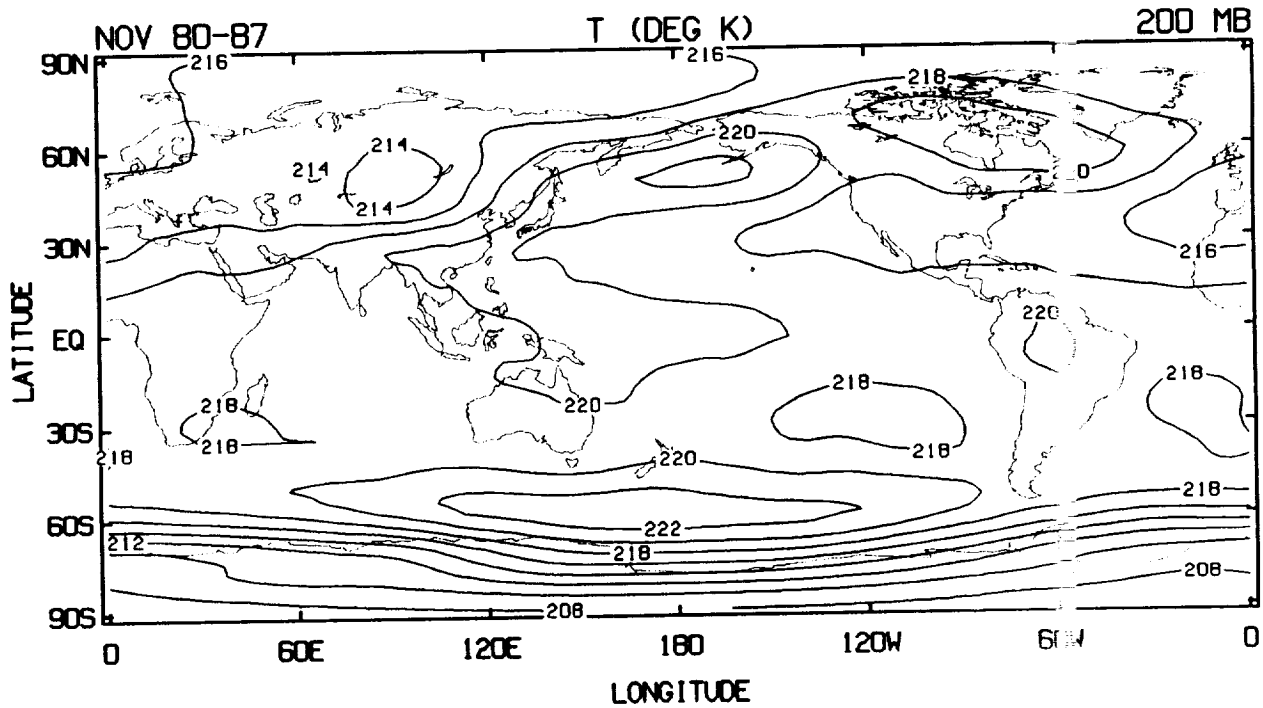 NOV 80-87 T (DEG K) 200 MB
90N 216 216 218
220
60N 214
214 0
214
30N 216
EQ 220
LATITUDE
218 220 218 218
30S 218 218
218 220
218
60S 222
212 218
208
90S 208
0 60E 120E 180 120W 60W 0
LONGITUDE